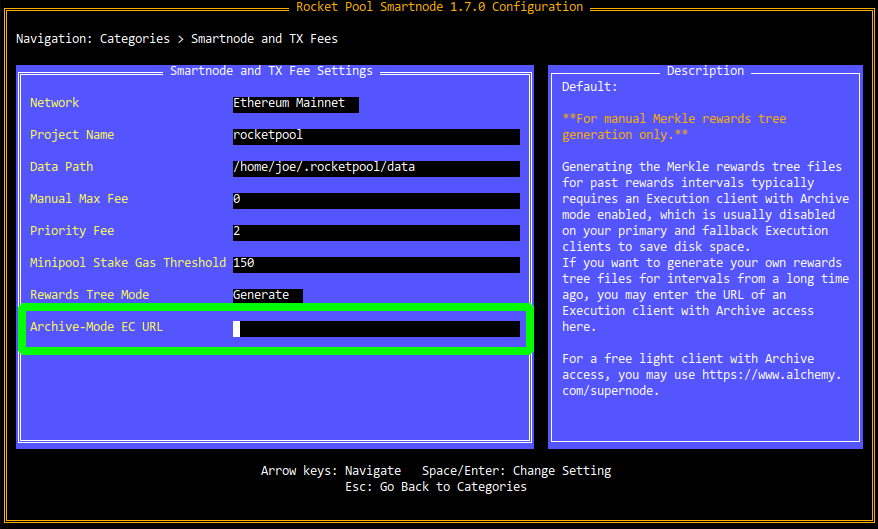 Rocket Pool Smartnode 1.7.0 Configuration
Navigation: Categories > Smartnode and TX Fees
Smartnode and TX Fee Settings
Network Ethereum Mainnet
Project Name rocketpool
Data Path /home/joe/.rocketpool/data
Manual Max Fee 0
Priority Fee 2
Minipool Stake Gas Threshold 150
Rewards Tree Mode Generate
Archive-Mode EC URL
Description
Default:
**For manual Merkle rewards tree
generation only.**
Generating the Merkle rewards tree files
for past rewards intervals typically
requires an Execution client with Archive
mode enabled, which is usually disabled
on your primary and fallback Execution
clients to save disk space.
If you want to generate your own rewards
tree files for intervals from a long time
ago, you may enter the URL of an
Execution client with Archive access
here.
For a free light client with Archive
access, you may use https://www.alchemy.
com/supernode.
Arrow keys: Navigate Space/Enter: Change Setting
Esc: Go Back to Categories